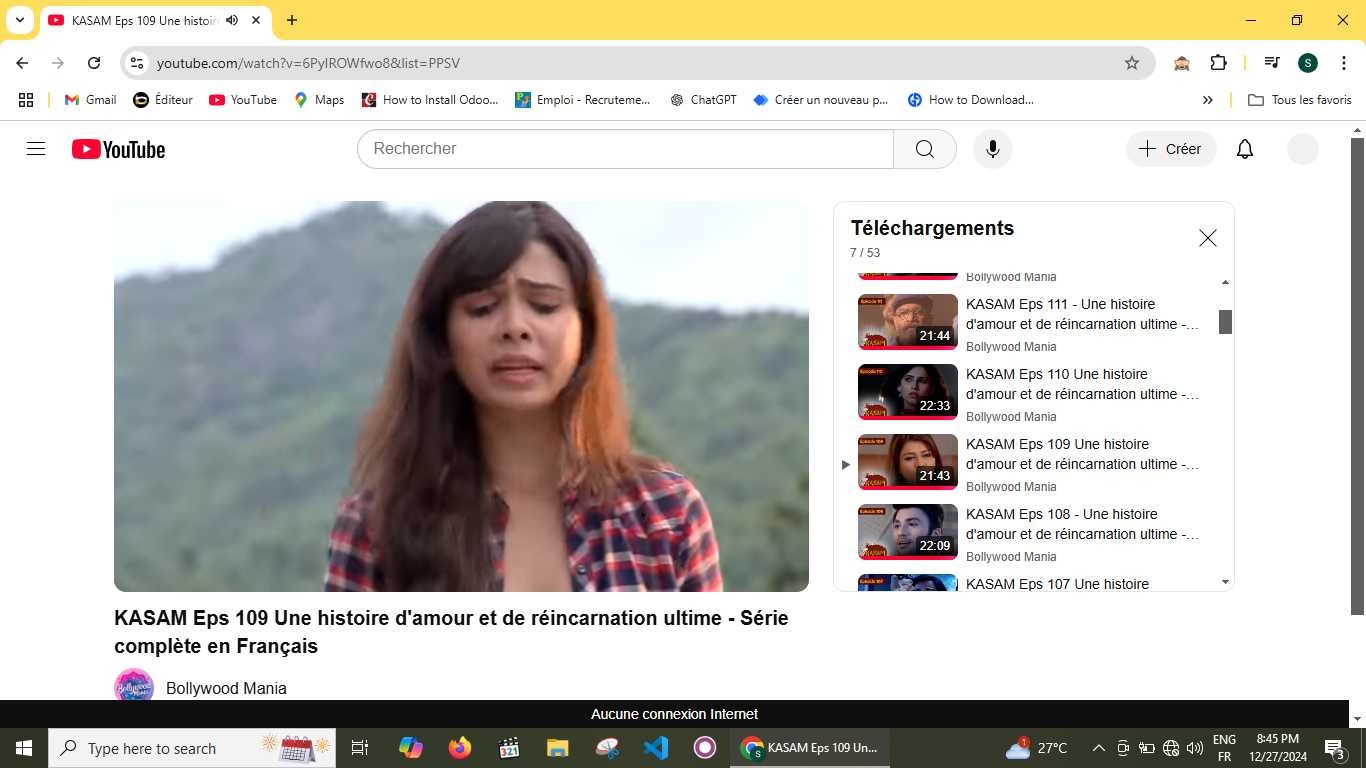 KASAM Eps 109 Une histoir
youtube.com/watch?v=6PylROWfwo8&list=PPSV
S
Gmail
Éditeur
YouTube
Maps
How to Install Odoo...
Emploi - Recruteme...
ChatGPT
Créer un nouveau p...
How to Download...
Tous les favoris
YouTube
Rechercher
Créer
Téléchargements
7 / 53
Bollywood Mania
KASAM Eps 111 - Une histoire
d'amour et de réincarnation ultime -...
21:44
Bollywood Mania
KASAM Eps 110 Une histoire
d'amour et de réincarnation ultime -...
22:33
Bollywood Mania
KASAM Eps 109 Une histoire
d'amour et de réincarnation ultime -...
21:43
Bollywood Mania
KASAM Eps 108 - Une histoire
d'amour et de réincarnation ultime -...
22:09
Bollywood Mania
KASAM Eps 107 Une histoire
KASAM Eps 109 Une histoire d'amour et de réincarnation ultime - Série
complète en Français
Bollywood Mania
Aucune connexion Internet
Type here to search
KASAM Eps 109 Un...
27°C
ENG
FR
8:45 PM
12/27/2024
3